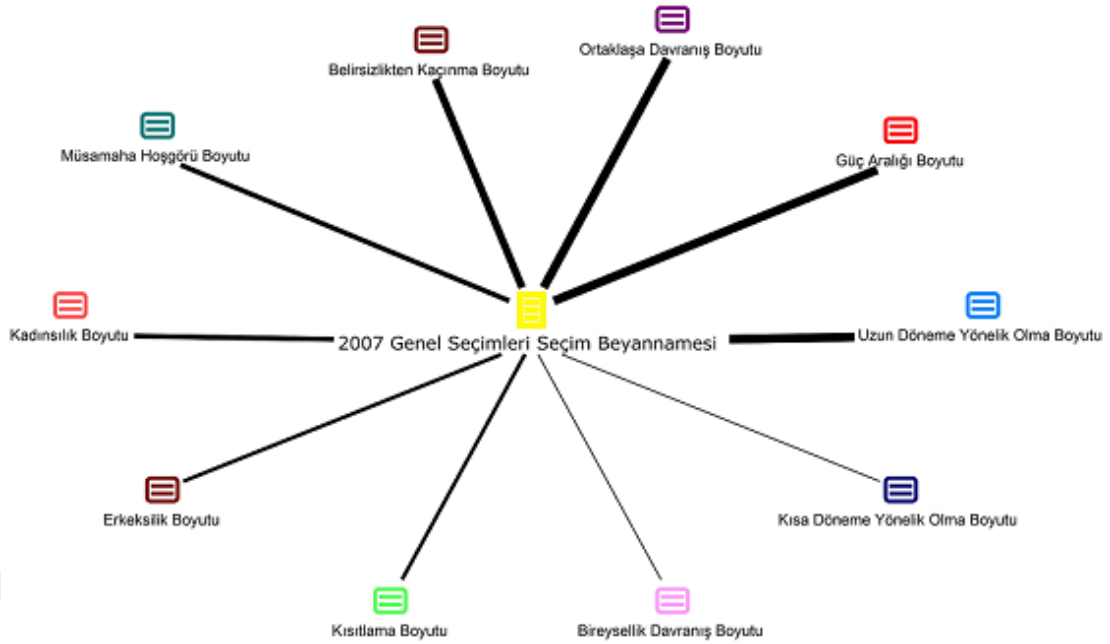 Ortaklaşa Davranış Boyutu
Belirsizlikten Kaçınma Boyutu
Müsamaha Hoşgörü Boyutu
Güç Aralığı Boyutu
Kadınsılık Boyutu
2007 Genel Seçimleri Seçim Beyannamesi
Uzun Döneme Yönelik Olma Boyutu
Erkeksilik Boyutu
Kısa Döneme Yönelik Olma Boyutu
Kısıtlama Boyutu
Bireysellik Davranış Boyutu